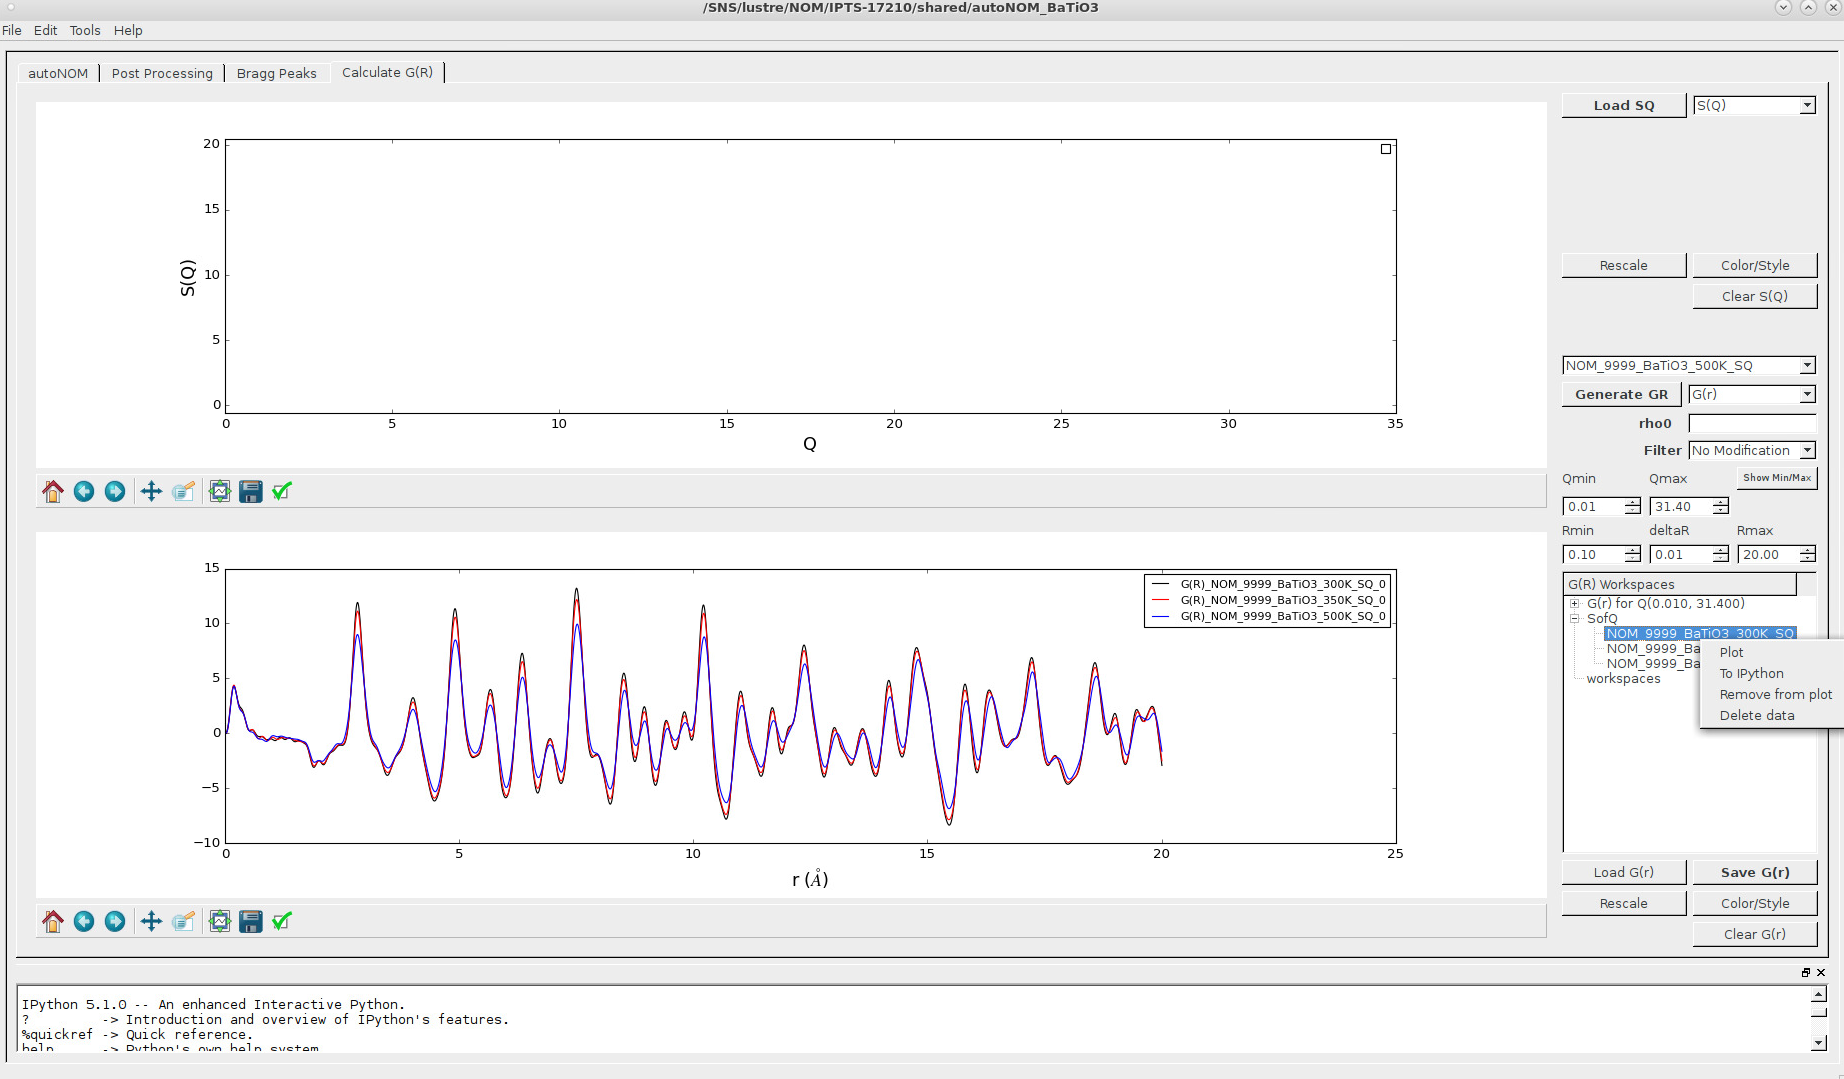 /SNS/lustre/NOM/IPTS-17210/shared/autoNOM_BaTiO3
File Edit Tools Help
autoNOM Post Processing Bragg Peaks Calculate G(R)
Load SQ S(Q)
20
15
10
5
0
S(Q)
0 5 10 15 20 25 30 35
Q
Rescale Color/Style
Clear S(Q)
NOM_9999_BaTiO3_500K_SQ
Generate GR G(r)
rho0
Filter No Modification
Qmin Qmax Show Min/Max
0.01 31.40
Rmin deltaR Rmax
0.10 0.01 20.00
15
10
5
0
−5
−10
0 5 10 15 20 25
r (Å)
G(R)_NOM_9999_BaTiO3_300K_SQ_0
G(R)_NOM_9999_BaTiO3_350K_SQ_0
G(R)_NOM_9999_BaTiO3_500K_SQ_0
G(R) Workspaces
G(r) for Q(0.010, 31.400)
SofQ
NOM_9999_BaTiO3_300K_SQ
NOM_9999_Ba
NOM_9999_Ba
workspaces
Plot
To IPython
Remove from plot
Delete data
Load G(r) Save G(r)
Rescale Color/Style
Clear G(r)
IPython 5.1.0 -- An enhanced Interactive Python.
? -> Introduction and overview of IPython's features.
%quickref -> Quick reference.
help -> Python's own help system.